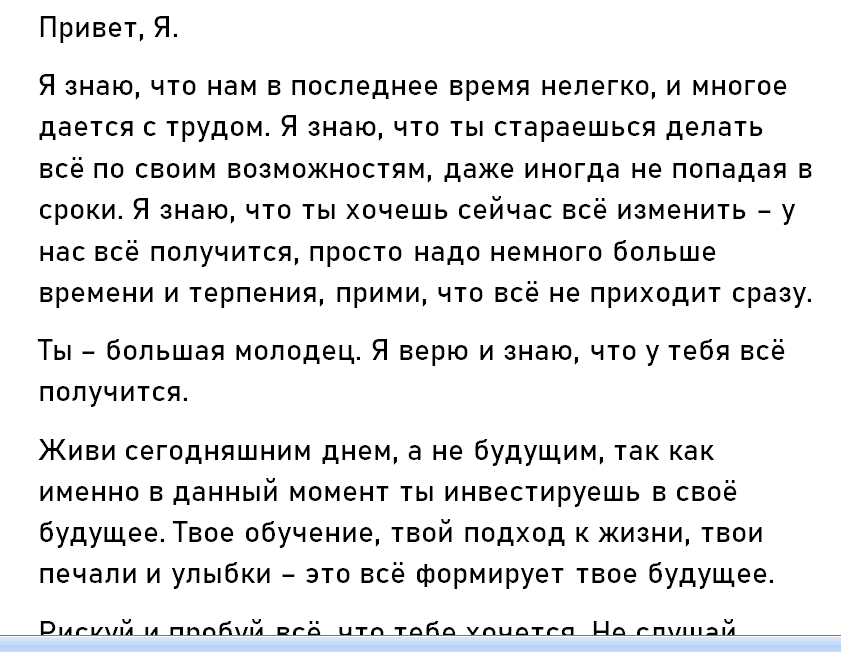 Привет, Я.
Я знаю, что нам в последнее время нелегко, и многое
дается с трудом. Я знаю, что ты стараешься делать
всё по своим возможностям, даже иногда не попадая в
сроки. Я знаю, что ты хочешь сейчас всё изменить – у
нас всё получится, просто надо немного больше
времени и терпения, прими, что всё не приходит сразу.
Ты – большая молодец. Я верю и знаю, что у тебя всё
получится.
Живи сегодняшним днем, а не будущим, так как
именно в данный момент ты инвестируешь в своё
будущее. Твое обучение, твой подход к жизни, твои
печали и улыбки – это всё формирует твое будущее.
Рискуй и пробуй всё, что тебе хочется. Не слушай